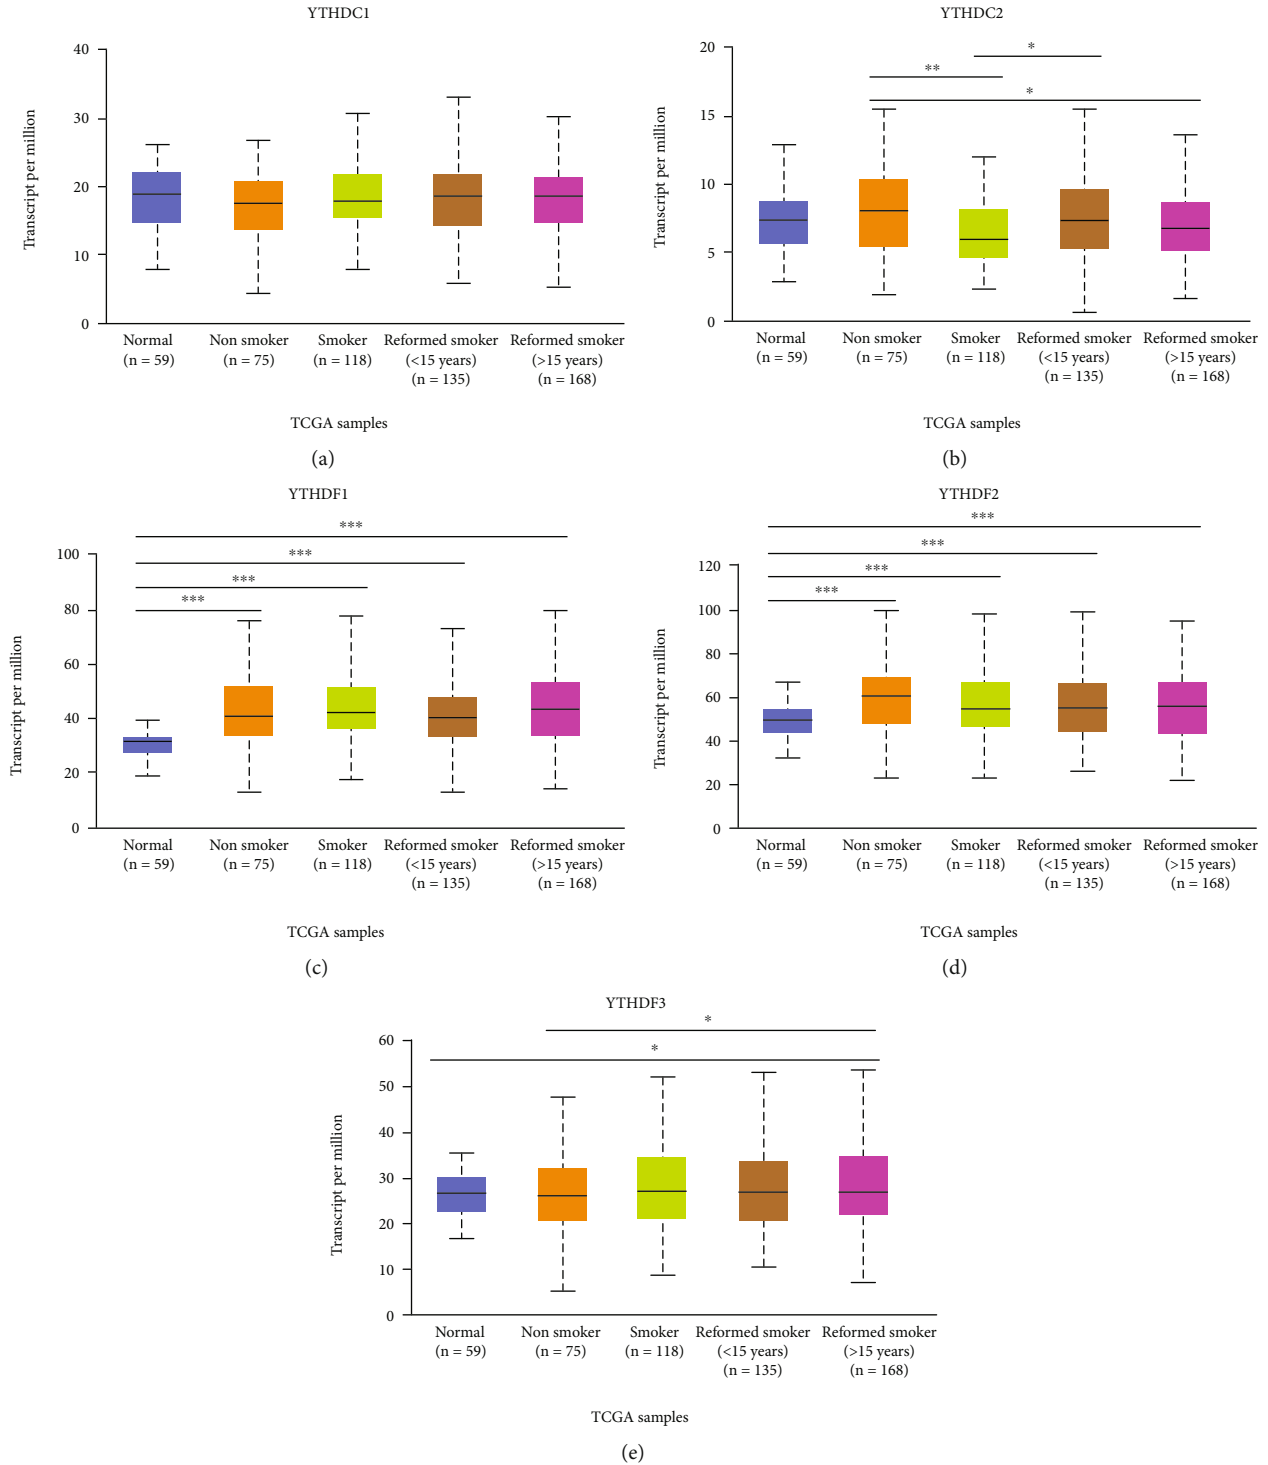 YTHDC1
Transcript per million
40
30
20
10
0
Normal
(n = 59)
Non smoker
(n = 75)
Smoker
(n = 118)
Reformed smoker
(<15 years)
(n = 135)
Reformed smoker
(>15 years)
(n = 168)
TCGA samples
(a)
YTHDC2
Transcript per million
20
15
10
5
0
*
**
*
Normal
(n = 59)
Non smoker
(n = 75)
Smoker
(n = 118)
Reformed smoker
(<15 years)
(n = 135)
Reformed smoker
(>15 years)
(n = 168)
TCGA samples
(b)
YTHDF1
Transcript per million
100
80
60
40
20
0
***
***
***
***
Normal
(n = 59)
Non smoker
(n = 75)
Smoker
(n = 118)
Reformed smoker
(<15 years)
(n = 135)
Reformed smoker
(>15 years)
(n = 168)
TCGA samples
(c)
YTHDF2
Transcript per million
120
100
80
60
40
20
0
***
***
***
***
Normal
(n = 59)
Non smoker
(n = 75)
Smoker
(n = 118)
Reformed smoker
(<15 years)
(n = 135)
Reformed smoker
(>15 years)
(n = 168)
TCGA samples
(d)
YTHDF3
Transcript per million
60
50
40
30
20
10
0
*
*
Normal
(n = 59)
Non smoker
(n = 75)
Smoker
(n = 118)
Reformed smoker
(<15 years)
(n = 135)
Reformed smoker
(>15 years)
(n = 168)
TCGA samples
(e)